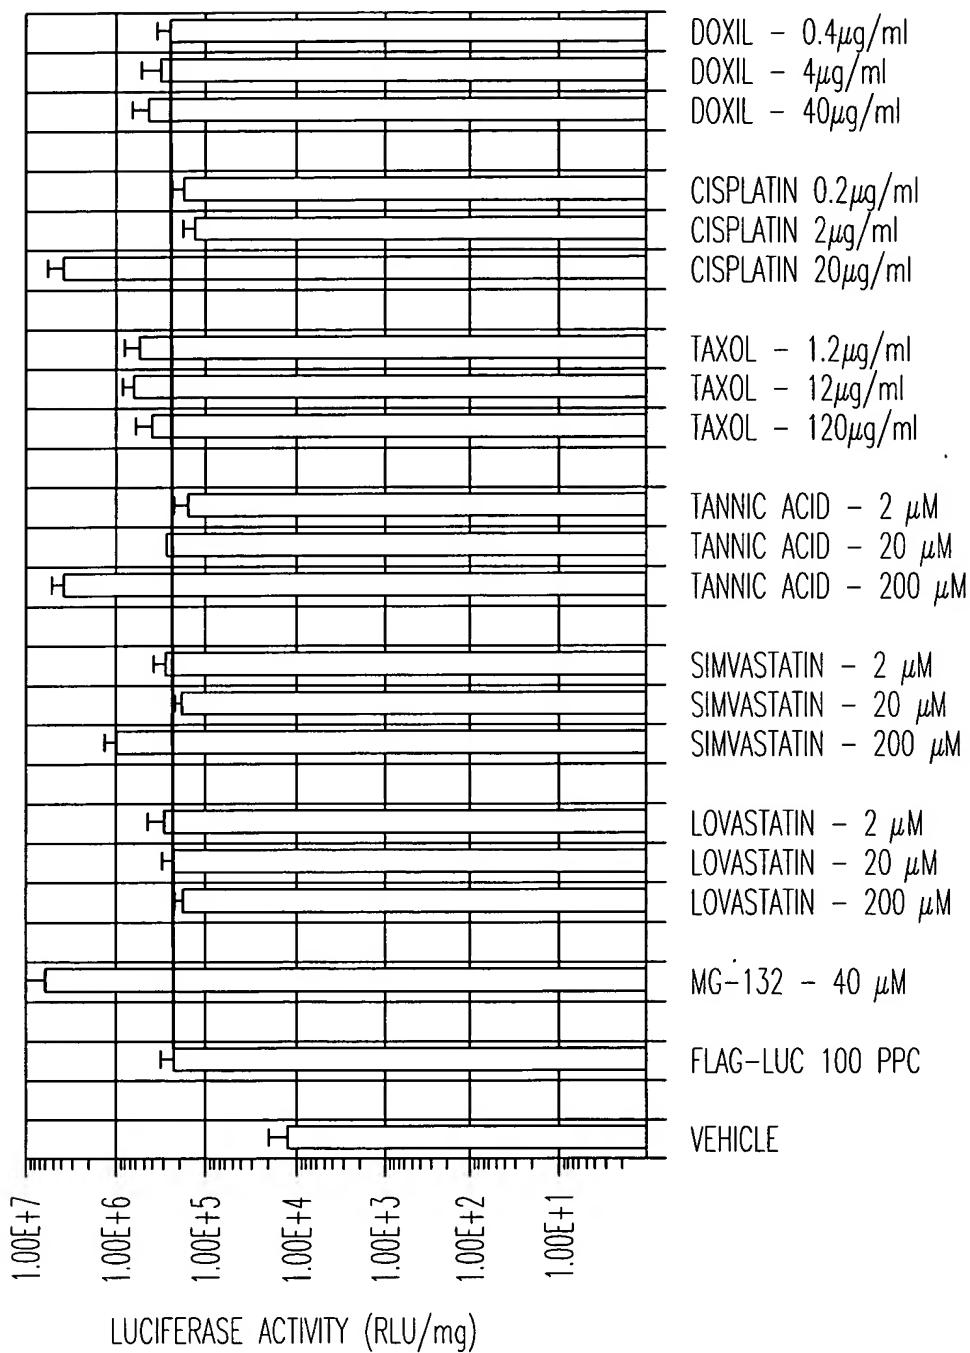 DOXIL – 0.4μg/ml
DOXIL – 4μg/ml
DOXIL – 40μg/ml
CISPLATIN 0.2μg/ml
CISPLATIN 2μg/ml
CISPLATIN 20μg/ml
TAXOL – 1.2μg/ml
TAXOL – 12μg/ml
TAXOL – 120μg/ml
TANNIC ACID – 2 μM
TANNIC ACID – 20 μM
TANNIC ACID – 200 μM
SIMVASTATIN – 2 μM
SIMVASTATIN – 20 μM
SIMVASTATIN – 200 μM
LOVASTATIN – 2 μM
LOVASTATIN – 20 μM
LOVASTATIN – 200 μM
MG–132 – 40 μM
FLAG–LUC 100 PPC
VEHICLE
1.00E+7
1.00E+6
1.00E+5
1.00E+4
1.00E+3
1.00E+2
1.00E+1
LUCIFERASE ACTIVITY (RLU/mg)